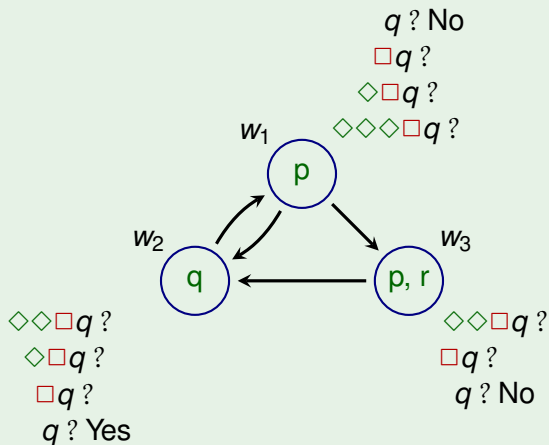 q ? No
□q ?
◇□q ?
◇◇◇□q ?
w₁
p
w₂
q
w₃
p, r
◇◇□q ?
◇□q ?
□q ?
q ? Yes
◇◇□q ?
□q ?
q ? No